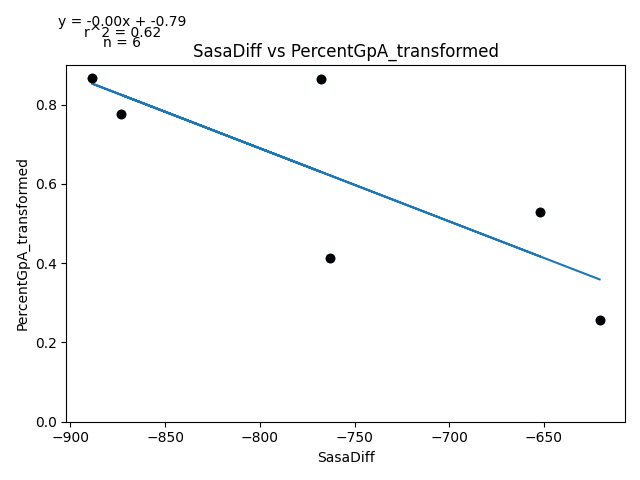 y = -0.00x + -0.79
r^2 = 0.62
n = 6
SasaDiff vs PercentGpA_transformed
PercentGpA_transformed
0.8
0.6
0.4
0.2
0.0
−900
−850
−800
−750
−700
−650
SasaDiff